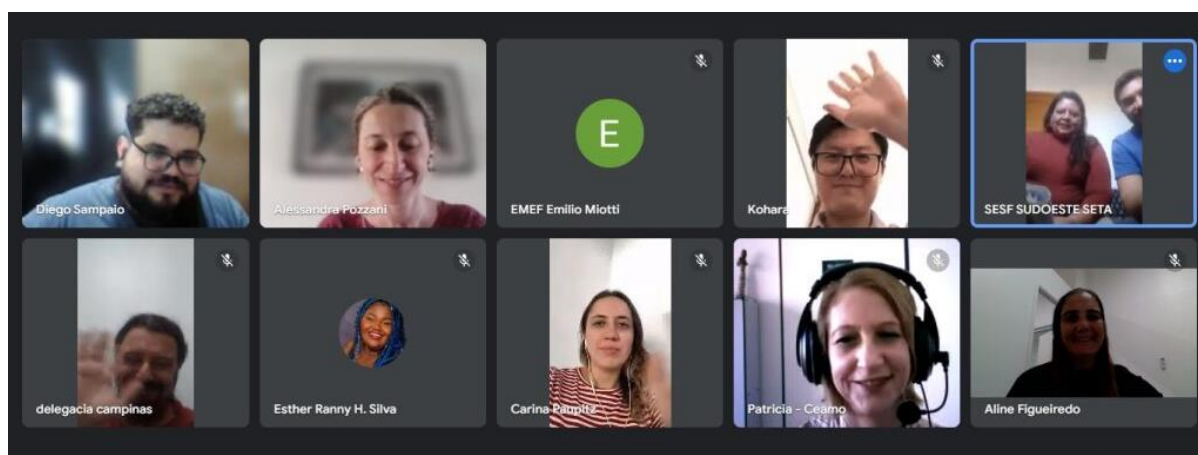 Diego Sampaio
Alessandra Pozzani
E
EMEF Emilio Miotti
Kohara
SESF SUDOESTE SETA
delegacia campinas
Esther Ranny H. Silva
Carina Paupitz
Patricia - Ceamo
Aline Figueiredo